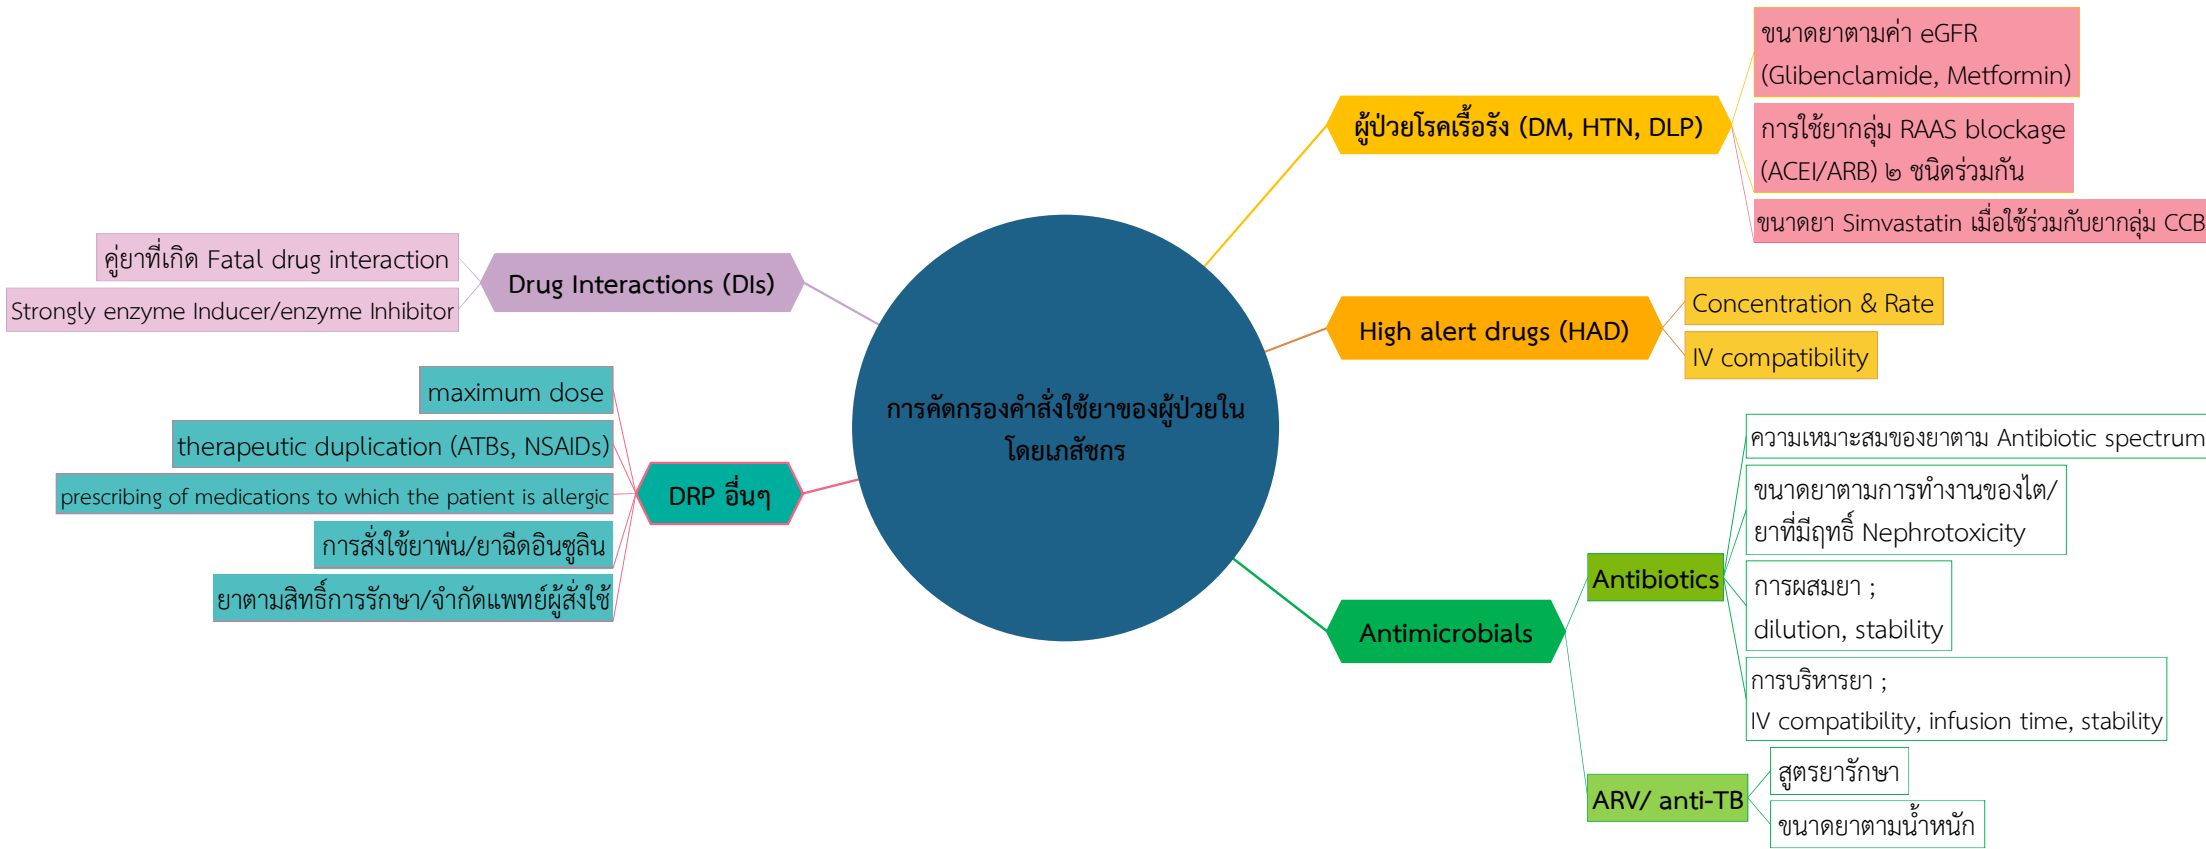 การคัดกรองคำสั่งใช้ยาของผู้ป่วยใน
โดยเภสัชกร
ผู้ป่วยโรคเรื้อรัง (DM, HTN, DLP)
ขนาดยาตามค่า eGFR
(Glibenclamide, Metformin)
การใช้ยากลุ่ม RAAS blockage
(ACEI/ARB) ๒ ชนิดร่วมกัน
ขนาดยา Simvastatin เมื่อใช้ร่วมกับยากลุ่ม CCB
High alert drugs (HAD)
Concentration & Rate
IV compatibility
Antimicrobials
Antibiotics
ความเหมาะสมของยาตาม Antibiotic spectrum
ขนาดยาตามการทำงานของไต/
ยาที่มีฤทธิ์ Nephrotoxicity
การผสมยา ;
dilution, stability
การบริหารยา ;
IV compatibility, infusion time, stability
ARV/ anti-TB
สูตรยารักษา
ขนาดยาตามน้ำหนัก
Drug Interactions (DIs)
คู่ยาที่เกิด Fatal drug interaction
Strongly enzyme Inducer/enzyme Inhibitor
DRP อื่นๆ
maximum dose
therapeutic duplication (ATBs, NSAIDs)
prescribing of medications to which the patient is allergic
การสั่งใช้ยาพ่น/ยาฉีดอินซูลิน
ยาตามสิทธิ์การรักษา/จำกัดแพทย์ผู้สั่งใช้